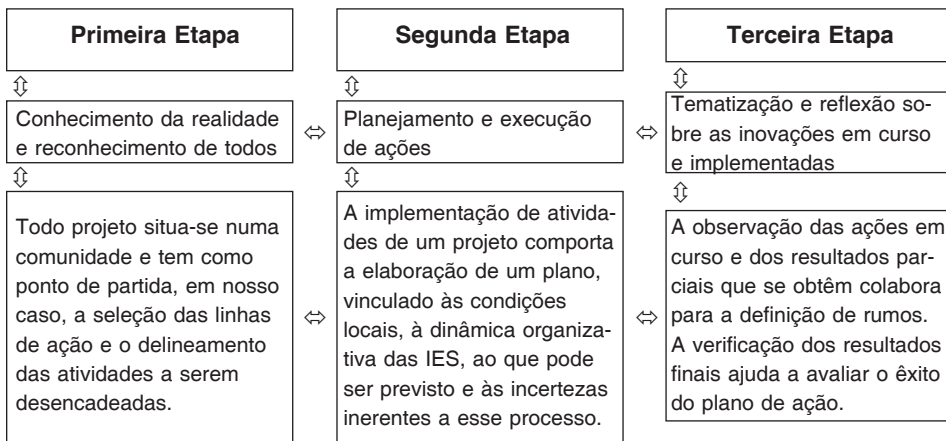 Primeira Etapa
Conhecimento da realidade
e reconhecimento de todos
Todo projeto situa-se numa
comunidade e tem como
ponto de partida, em nosso
caso, a seleção das linhas
de ação e o delineamento
das atividades a serem
desencadeadas.
Segunda Etapa
Planejamento e execução
de ações
A implementação de ativida-
des de um projeto comporta
a elaboração de um plano,
vinculado às condições
locais, à dinâmica organiza-
tiva das IES, ao que pode
ser previsto e às incertezas
inerentes a esse processo.
Terceira Etapa
Tematização e reflexão so-
bre as inovações em curso
e implementadas
A observação das ações em
curso e dos resultados par-
ciais que se obtêm colabora
para a definição de rumos.
A verificação dos resultados
finais ajuda a avaliar o êxito
do plano de ação.